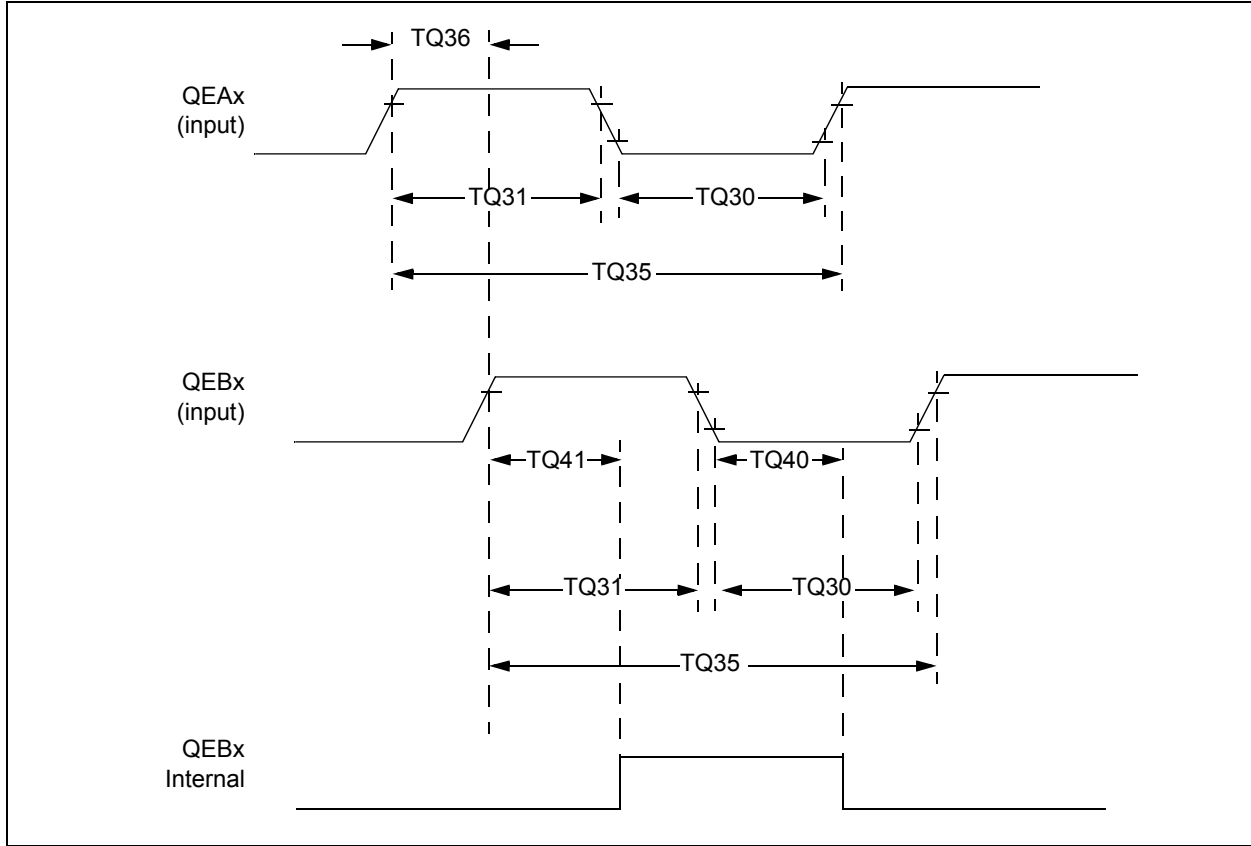 TQ36
QEAx
(input)
TQ31
TQ30
TQ35
QEBx
(input)
TQ41
TQ40
TQ31
TQ30
TQ35
QEBx
Internal